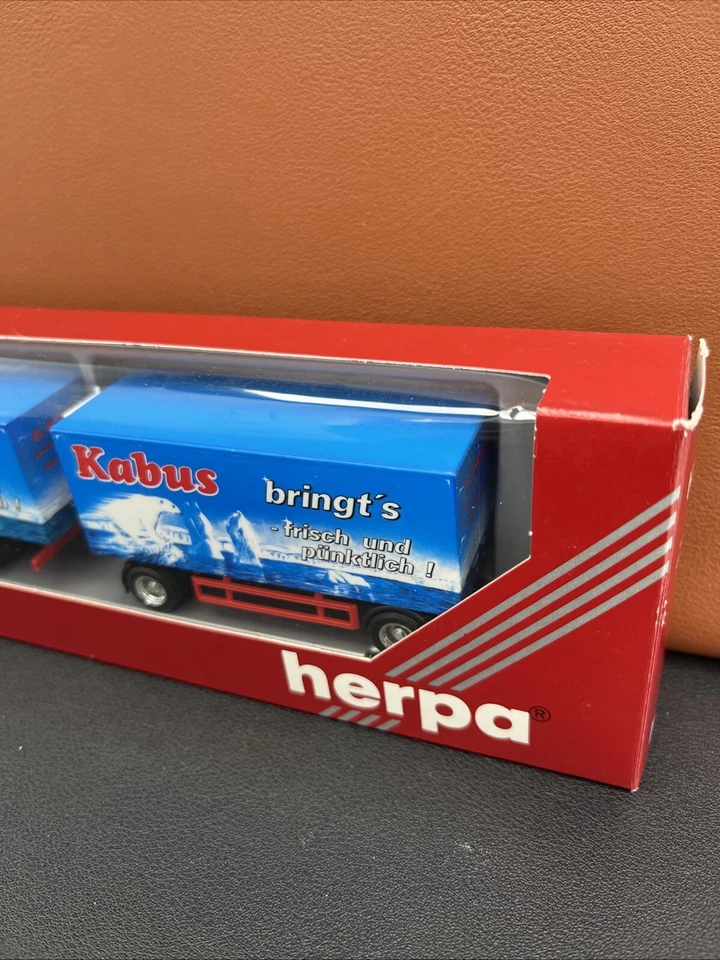 Kabus
bringt´s
- frisch und
pünktlich !
!
herpa®